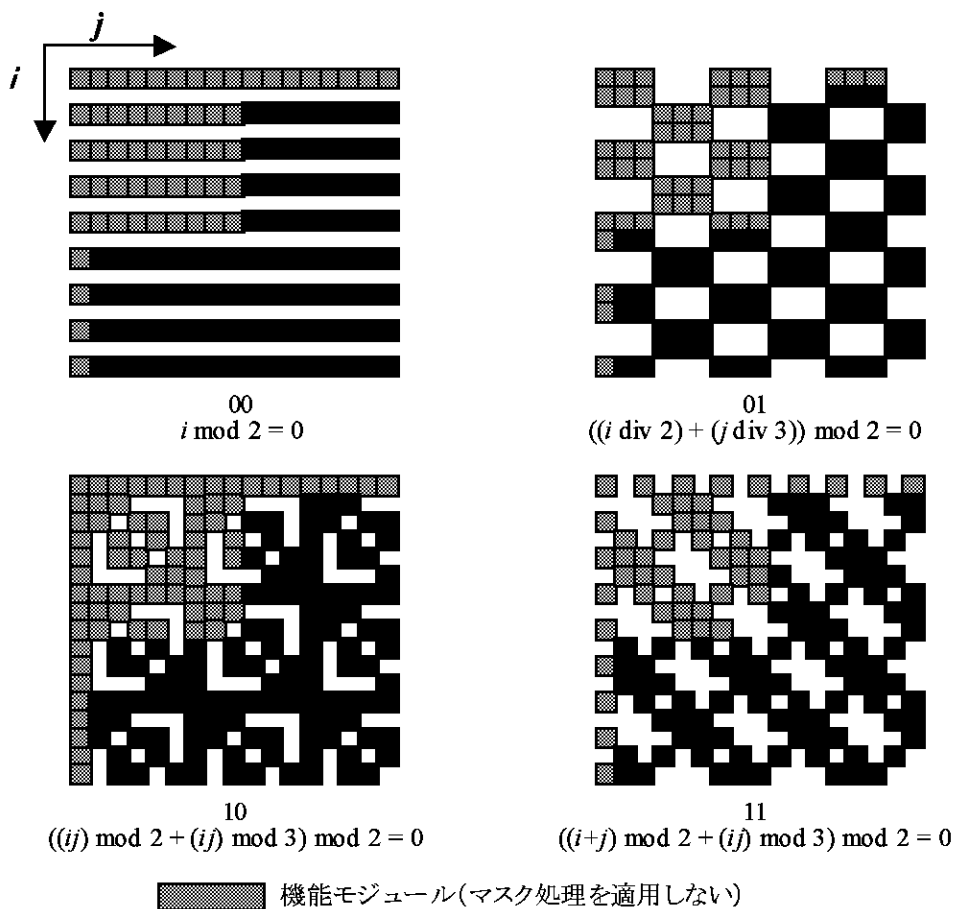 j
i
00
i mod 2 = 0
01
((i div 2) + (j div 3)) mod 2 = 0
10
((ij) mod 2 + (ij) mod 3) mod 2 = 0
11
((i+j) mod 2 + (ij) mod 3) mod 2 = 0
機能モジュール(マスク処理を適用しない)